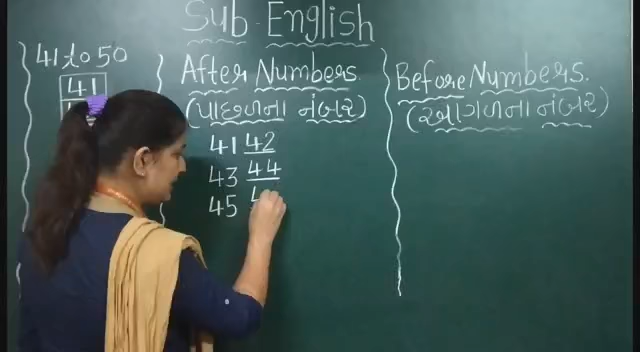 Sub-English
41 to 50
41
After Numbers.
(પાછળના નંબર)
41 42
43 44
45 4
Before Numbers.
(આગળના નંબર)